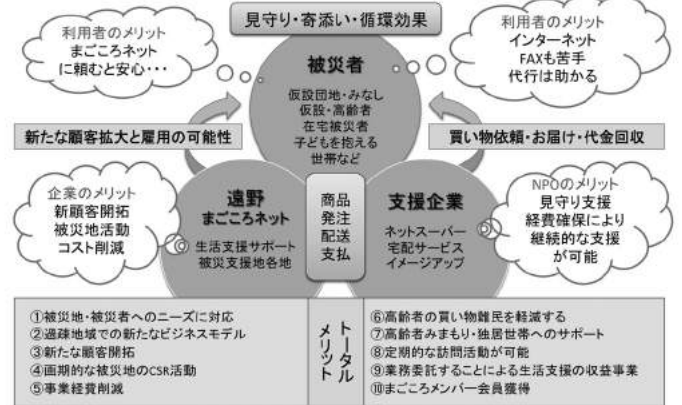 見守り・寄添い・循環効果
利用者のメリット
まごころネット
に頼むと安心・・・
利用者のメリット
インターネット
FAXも苦手
代行は助かる
被災者
仮設団地・みなし
仮設・高齢者
在宅被災者
子どもを抱える
世帯など
新たな顧客拡大と雇用の可能性
買い物依頼・お届け・代金回収
企業のメリット
新顧客開拓
被災地活動
コスト削減
遠野
まごころネット
生活支援サポート
被災支援地各地
商品
発注
配送
支払
支援企業
ネットスーパー
宅配サービス
イメージアップ
NPOのメリット
見守り支援
経費確保により
継続的な支援
が可能
①被災地・被災者へのニーズに対応
②過疎地域での新たなビジネスモデル
③新たな顧客開拓
④画期的な被災地のCSR活動
⑤事業経費削減
トータル
メリット
⑥高齢者の買い物難民を軽減する
⑦高齢者みまもり・独居世帯へのサポート
⑧定期的な訪問活動が可能
⑨業務委託することによる生活支援の収益事業
⑩まごころメンバー会員獲得